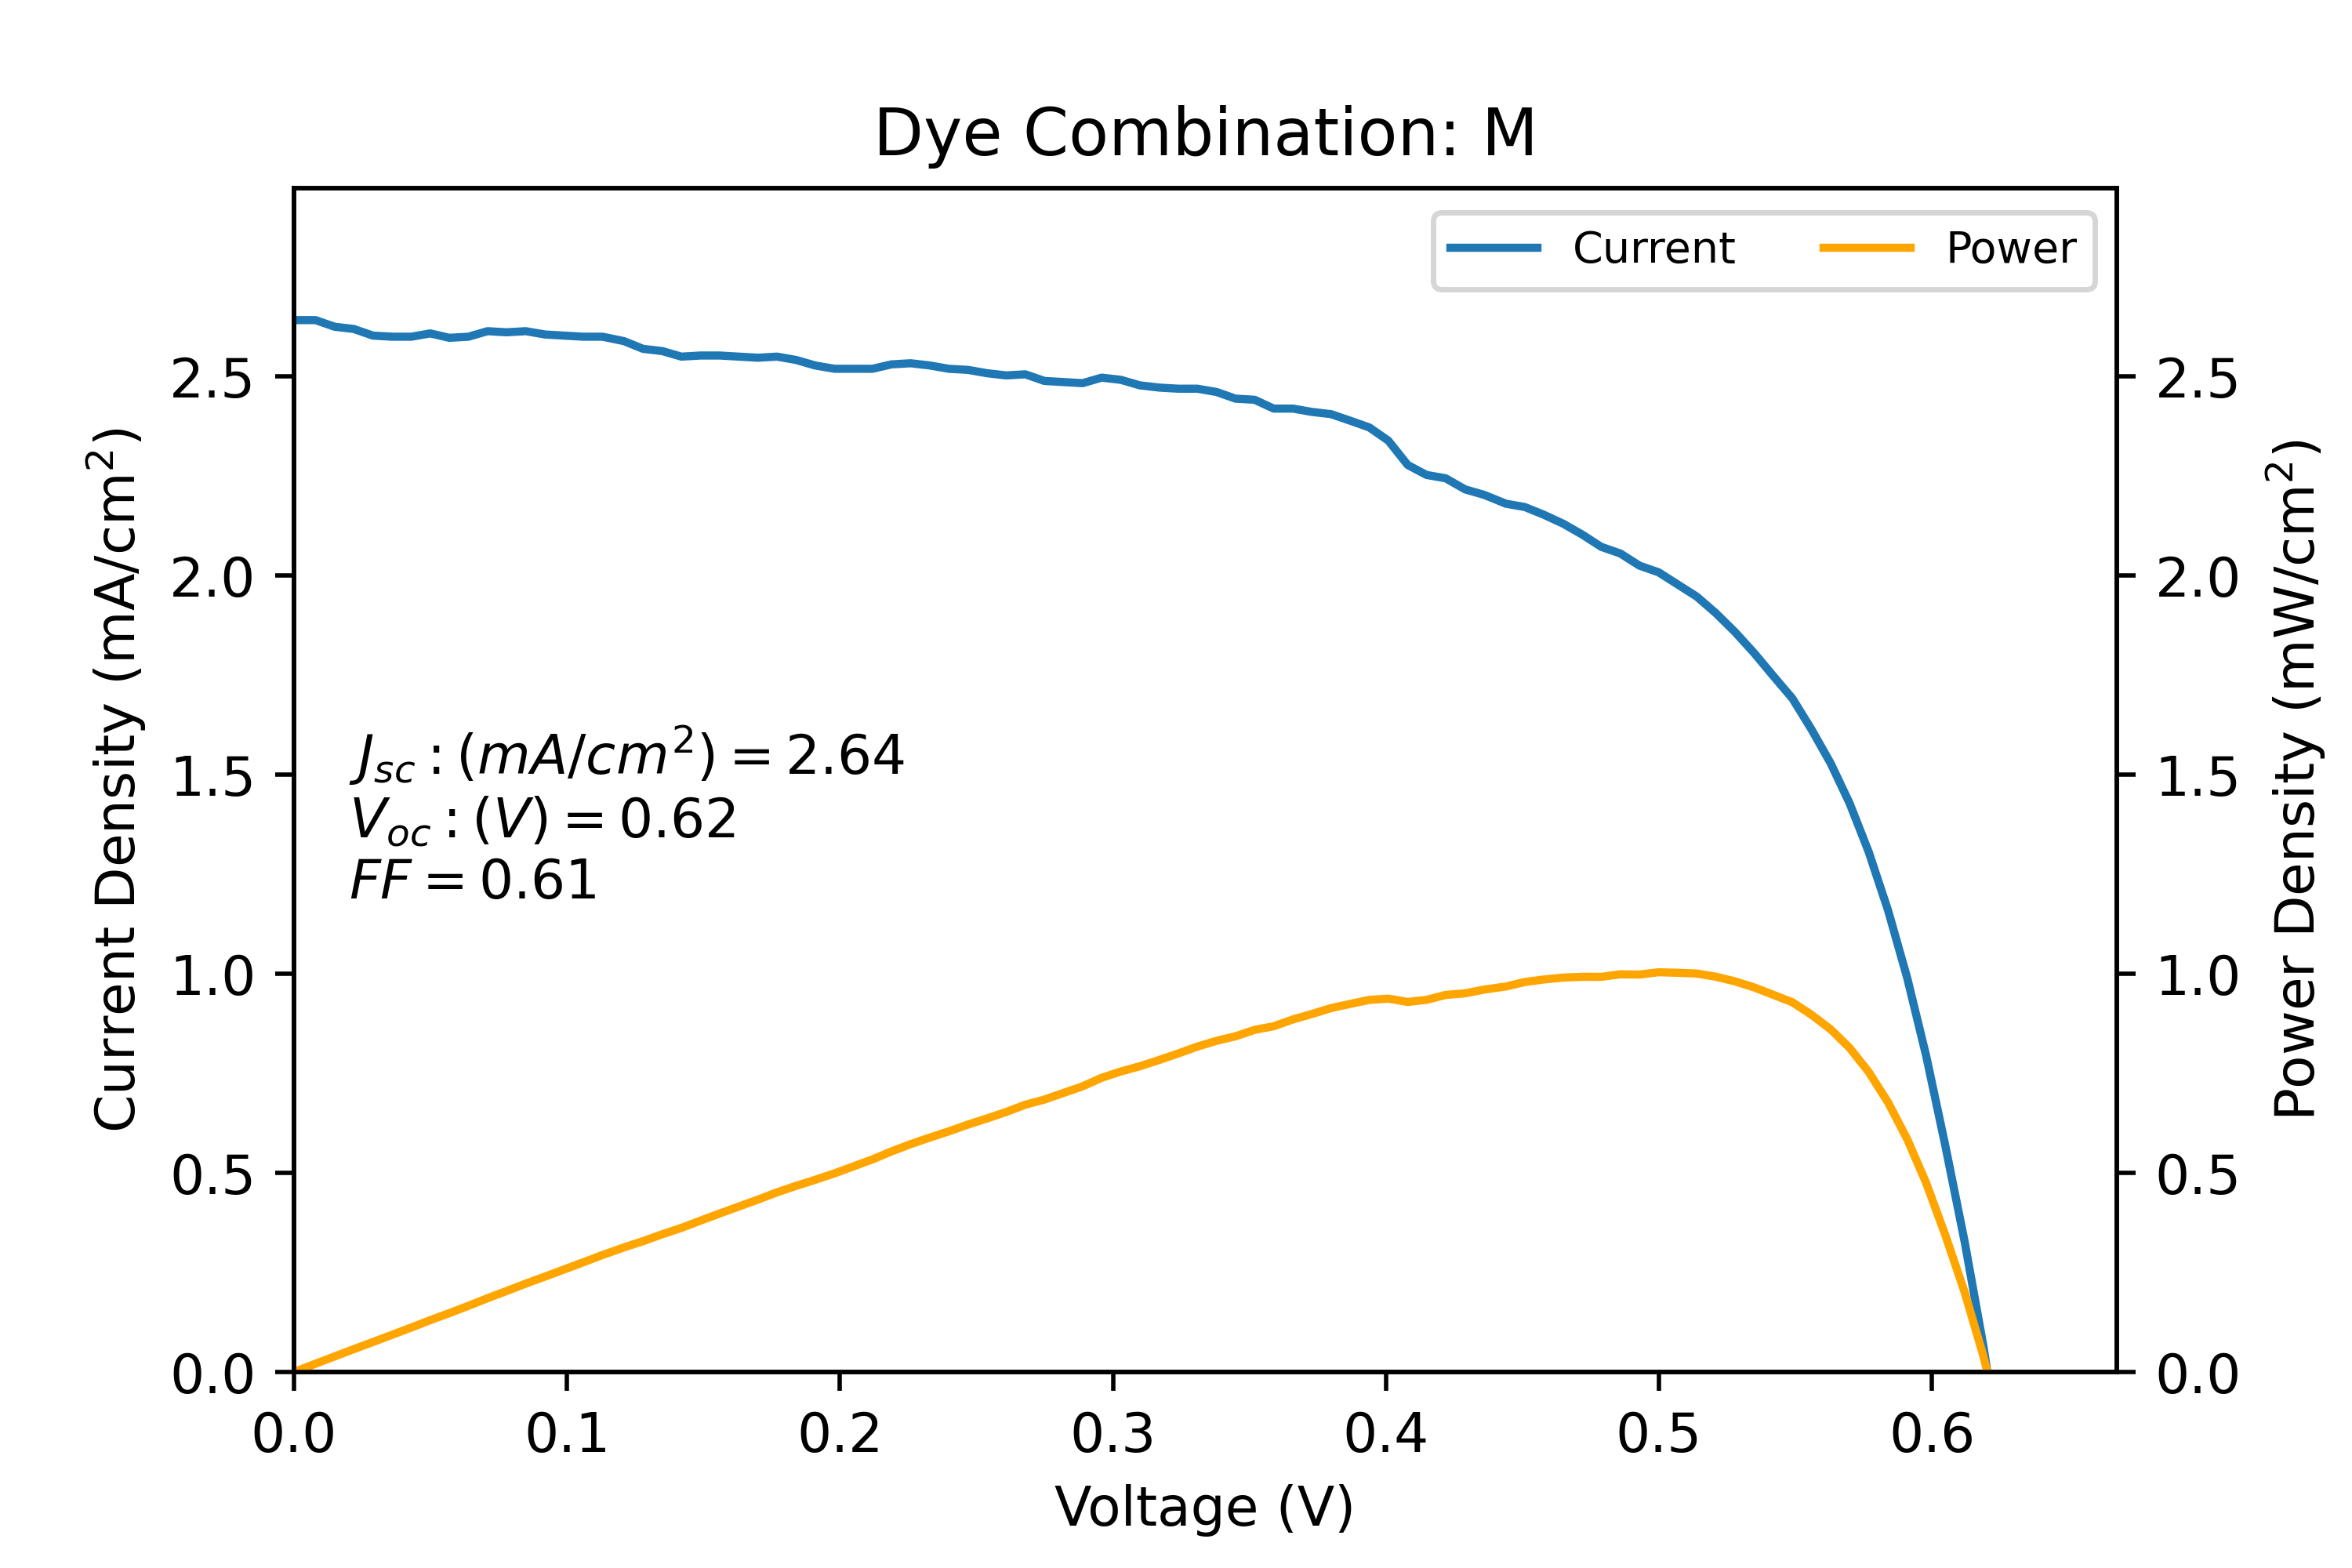 Dye Combination: M
Current
Power
Current Density (mA/cm²)
2.5
2.0
1.5
1.0
0.5
0.0
J_sc : (mA/cm²) = 2.64
V_oc : (V) = 0.62
FF = 0.61
2.5
2.0
1.5
1.0
0.5
0.0
Power Density (mW/cm²)
0.0 0.1 0.2 0.3 0.4 0.5 0.6
Voltage (V)